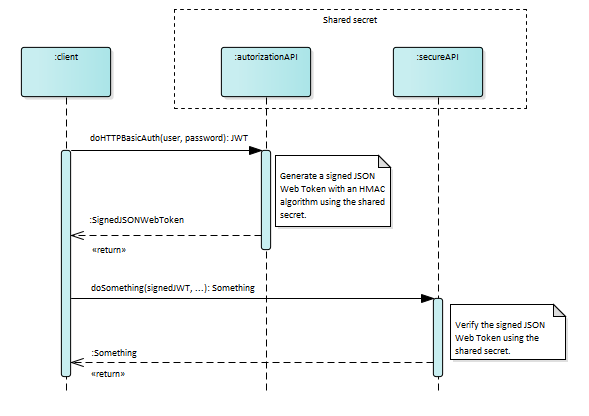 Shared secret
:client
:autorizationAPI
:secureAPI
doHTTPBasicAuth(user, password): JWT
Generate a signed JSON
Web Token with an HMAC
algorithm using the shared
secret.
:SignedJSONWebToken
«return»
doSomething(signedJWT, ...): Something
Verify the signed JSON
Web Token using the
shared secret.
:Something
«return»